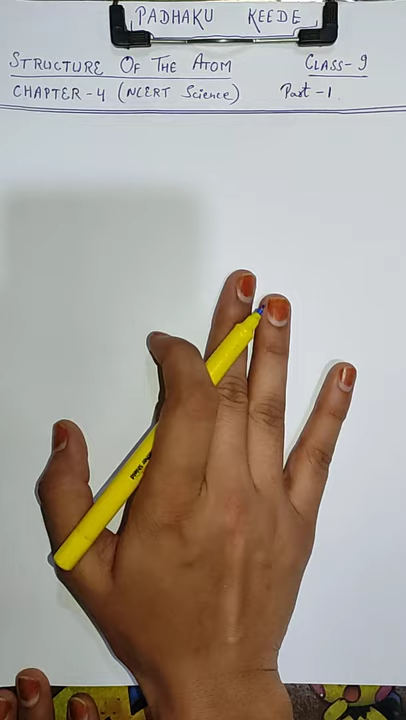 PADHAKU KEEDE
STRUCTURE OF THE ATOM CLASS-9
CHAPTER-4 (NCERT Science) Part-1